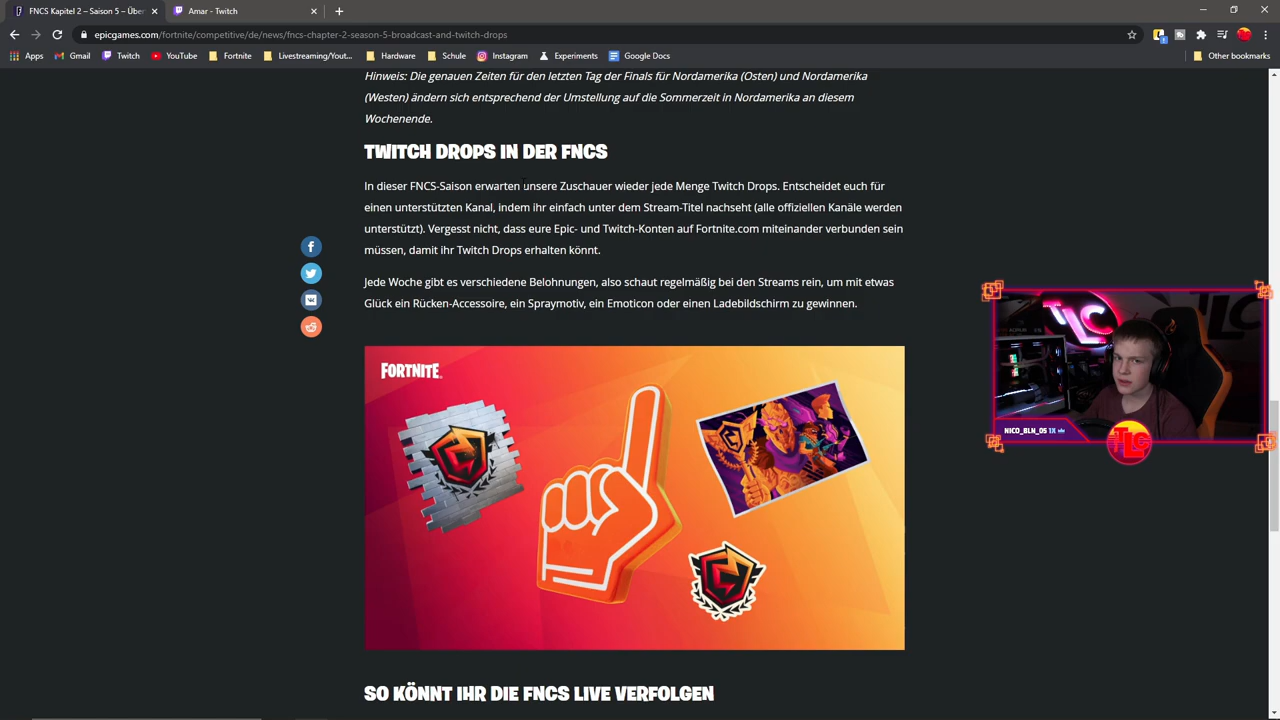 FNCS Kapitel 2 – Saison 5 – Über
Amar - Twitch
epicgames.com/fortnite/competitive/de/news/fncs-chapter-2-season-5-broadcast-and-twitch-drops
Apps
Gmail
Twitch
YouTube
Fortnite
Livestreaming/Yout...
Hardware
Schule
Instagram
Experiments
Google Docs
Other bookmarks
Hinweis: Die genauen Zeiten für den letzten Tag der Finals für Nordamerika (Osten) und Nordamerika
(Westen) ändern sich entsprechend der Umstellung auf die Sommerzeit in Nordamerika an diesem
Wochenende.
TWITCH DROPS IN DER FNCS
In dieser FNCS-Saison erwarten unsere Zuschauer wieder jede Menge Twitch Drops. Entscheidet euch für
einen unterstützten Kanal, indem ihr einfach unter dem Stream-Titel nachseht (alle offiziellen Kanäle werden
unterstützt). Vergesst nicht, dass eure Epic- und Twitch-Konten auf Fortnite.com miteinander verbunden sein
müssen, damit ihr Twitch Drops erhalten könnt.
Jede Woche gibt es verschiedene Belohnungen, also schaut regelmäßig bei den Streams rein, um mit etwas
Glück ein Rücken-Accessoire, ein Spraymotiv, ein Emoticon oder einen Ladebildschirm zu gewinnen.
FORTNITE
NICO_BLN_05 1X
TLC
SO KÖNNT IHR DIE FNCS LIVE VERFOLGEN